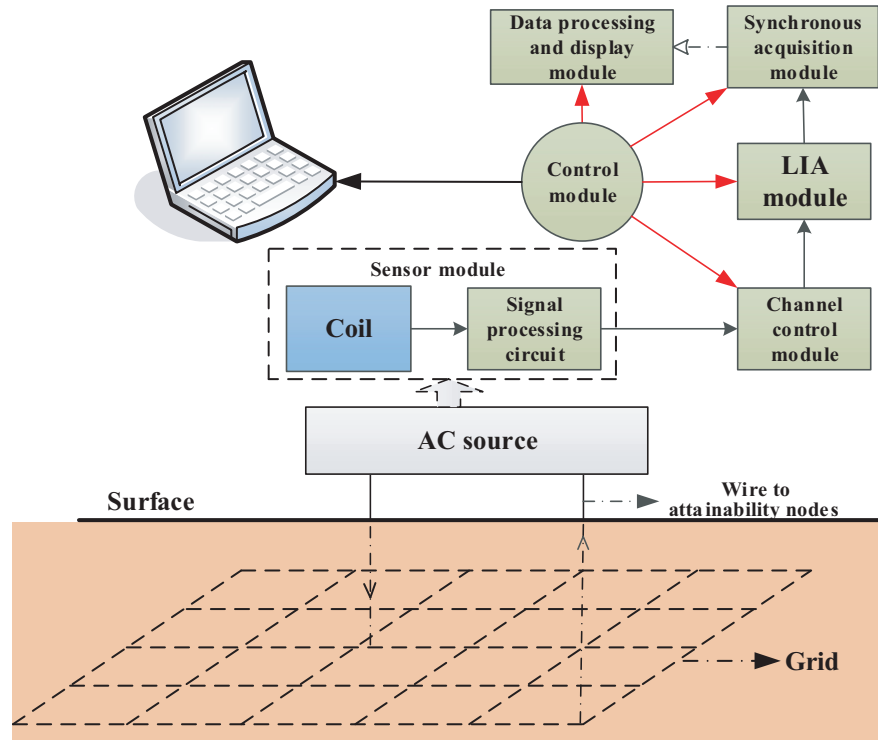 Data processing
and display
module
Synchronous
acquisition
module
Control
module
LIA
module
Sensor module
Coil
Signal
processing
circuit
Channel
control
module
AC source
Surface
Wire to
attainability nodes
Grid